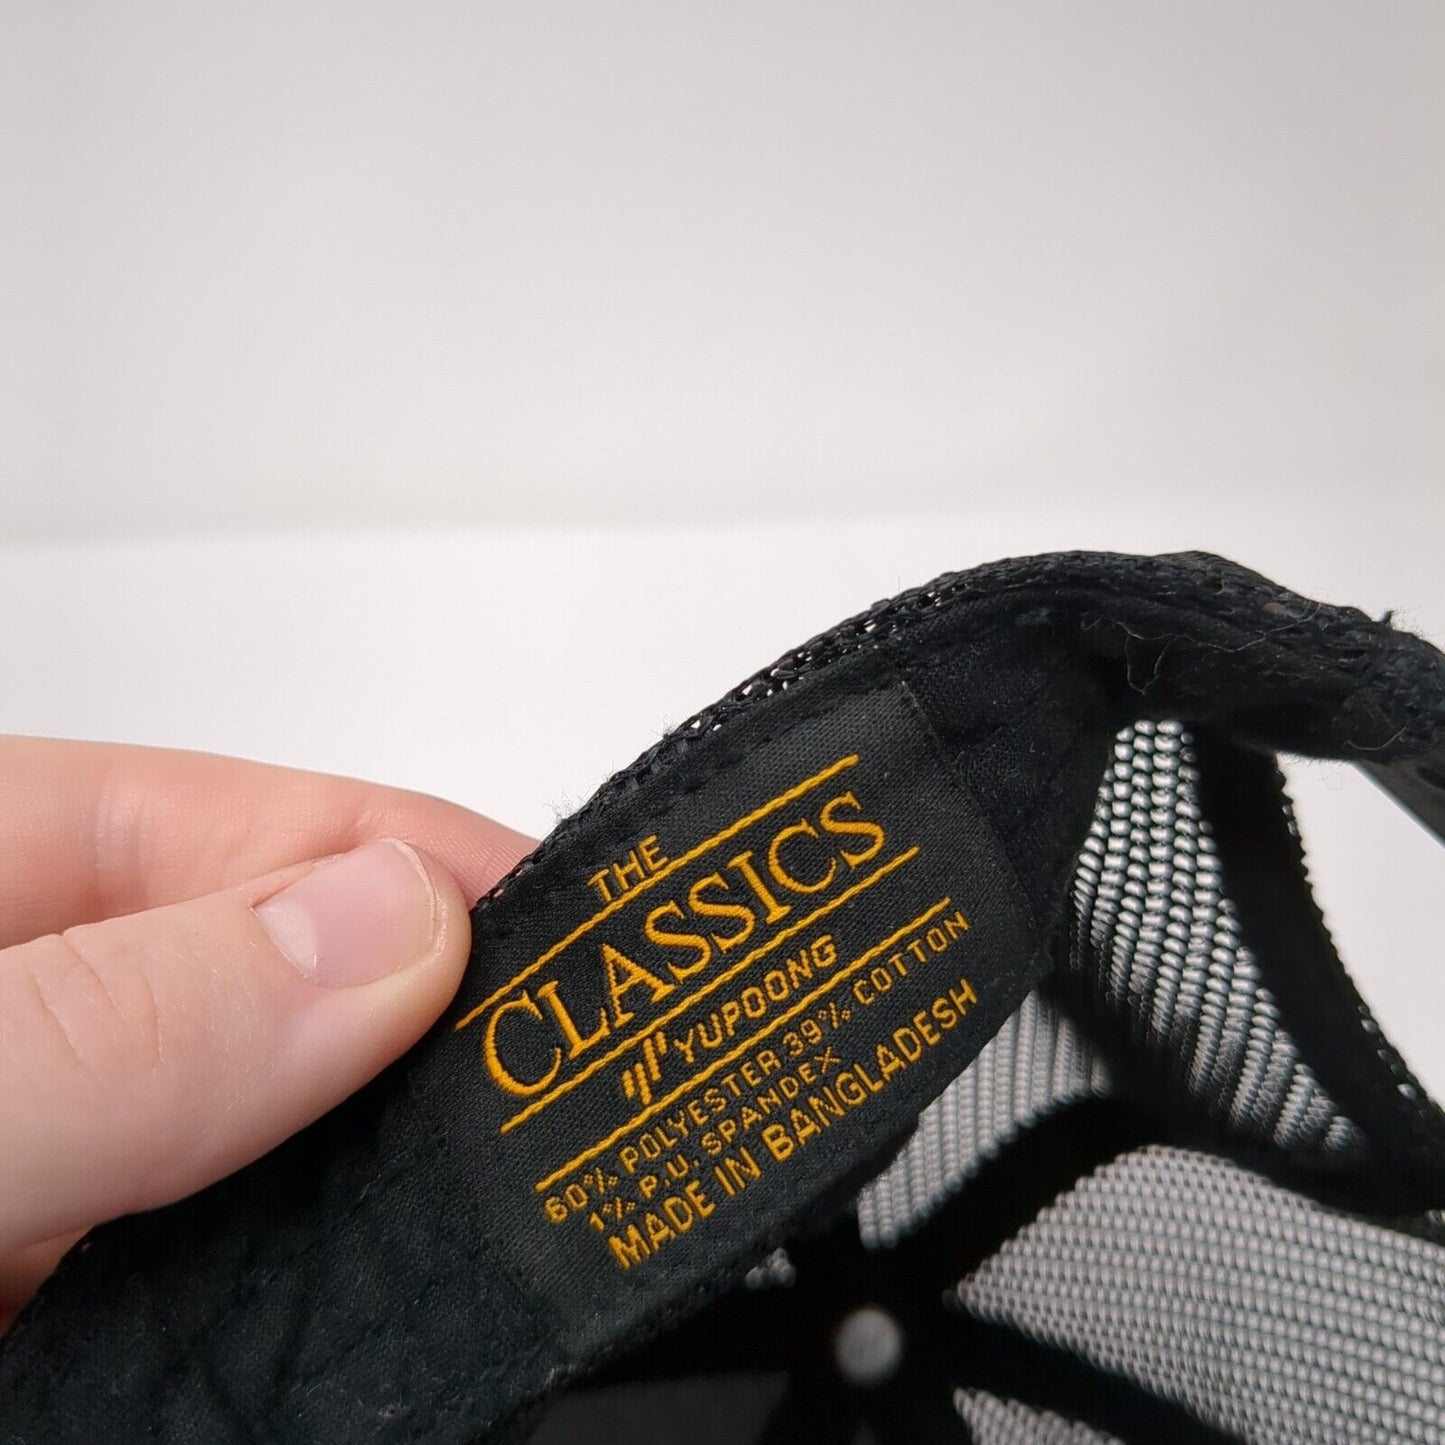 THE
CLASSICS
YUPOONG
60% POLYESTER 39% COTTON
1% P.U. SPANDEX
MADE IN BANGLADESH